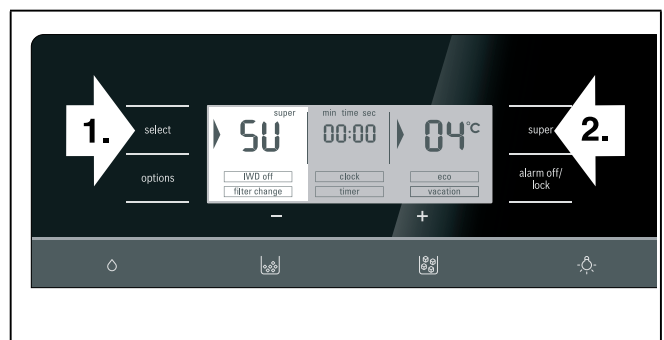 1.
select
options
super
SU
IWD off
filter change
min time sec
00:00
clock
timer
04°C
eco
vacation
2.
super
alarm off/
lock
− +